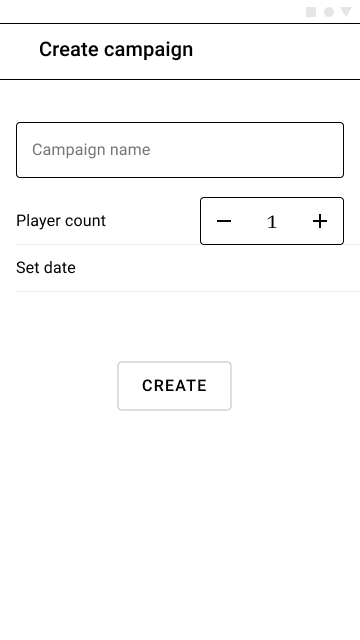 Create campaign
Campaign name
Player count
1
Set date
CREATE